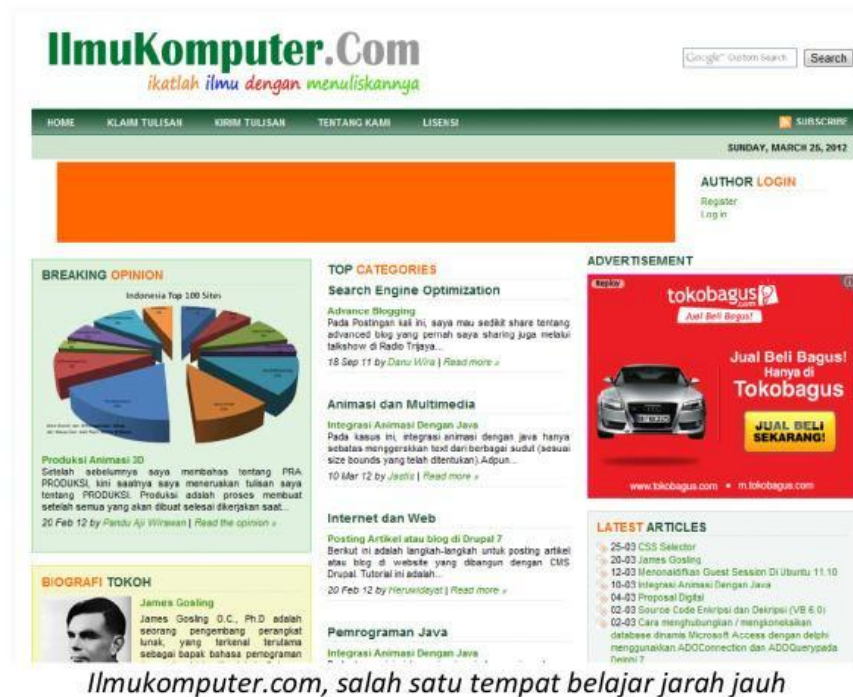 IlmuKomputer.Com
ikatlah ilmu dengan menuliskannya
Google™ Custom Search
Search
HOME KLAIM TULISAN KIRIM TULISAN TENTANG KAMI LISENSI
SUBSCRIBE
SUNDAY, MARCH 25, 2012
AUTHOR LOGIN
Register
Log in
BREAKING OPINION
Indonesia Top 100 Sites
Produksi Animasi 3D
Setelah sebelumnya saya membahas tentang PRA
PRODUKSI, kini saatnya saya meneruskan tulisan saya
tentang PRODUKSI. Produksi adalah proses membuat
setelah semua yang akan dibuat selesai dikerjakan saat...
20 Feb 12 by Pandu Aji Wirawan | Read the opinion »
BIOGRAFI TOKOH
James Gosling
James Gosling O.C., Ph.D adalah
seorang pengembang perangkat
lunak, yang terkenal terutama
sebagai bapak bahasa pemrograman
TOP CATEGORIES
Search Engine Optimization
Advance Blogging
Pada Postingan kali ini, saya mau sedikit share tentang
advanced blog yang pernah saya sharing juga melalui
talkshow di Radio Trijaya...
18 Sep 11 by Danu Wira | Read more »
Animasi dan Multimedia
Integrasi Animasi Dengan Java
Pada kasus ini, integrasi animasi dengan java hanya
sebatas menggerakkan text dari berbagai sudut (sesuai
size bounds yang telah ditentukan).Adpun...
10 Mar 12 by Jastis | Read more »
Internet dan Web
Posting Artikel atau blog di Drupal 7
Berikut ini adalah langkah-langkah untuk posting artikel
atau blog di website yang dibangun dengan CMS
Drupal. Tutorial ini adalah...
20 Feb 12 by Heruwidayat | Read more »
Pemrograman Java
Integrasi Animasi Dengan Java
ADVERTISEMENT
Replay
tokobagus
.com
Jual Beli Bagus!
Jual Beli Bagus!
Hanya di
Tokobagus
JUAL BELI
SEKARANG!
www.tokobagus.com • m.tokobagus.com
LATEST ARTICLES
25-03 CSS Selector
20-03 James Gosling
12-03 Menonaktifkan Guest Session Di Ubuntu 11.10
10-03 Integrasi Animasi Dengan Java
04-03 Proposal Digital
02-03 Source Code Enkripsi dan Dekripsi (VB 6.0)
02-03 Cara menghubungkan / mengkoneksikan
database dinamis Microsoft Access dengan delphi
menggunakkan ADOConnection dan ADOQuerypada
Delphi 7
Ilmukomputer.com, salah satu tempat belajar jarah jauh